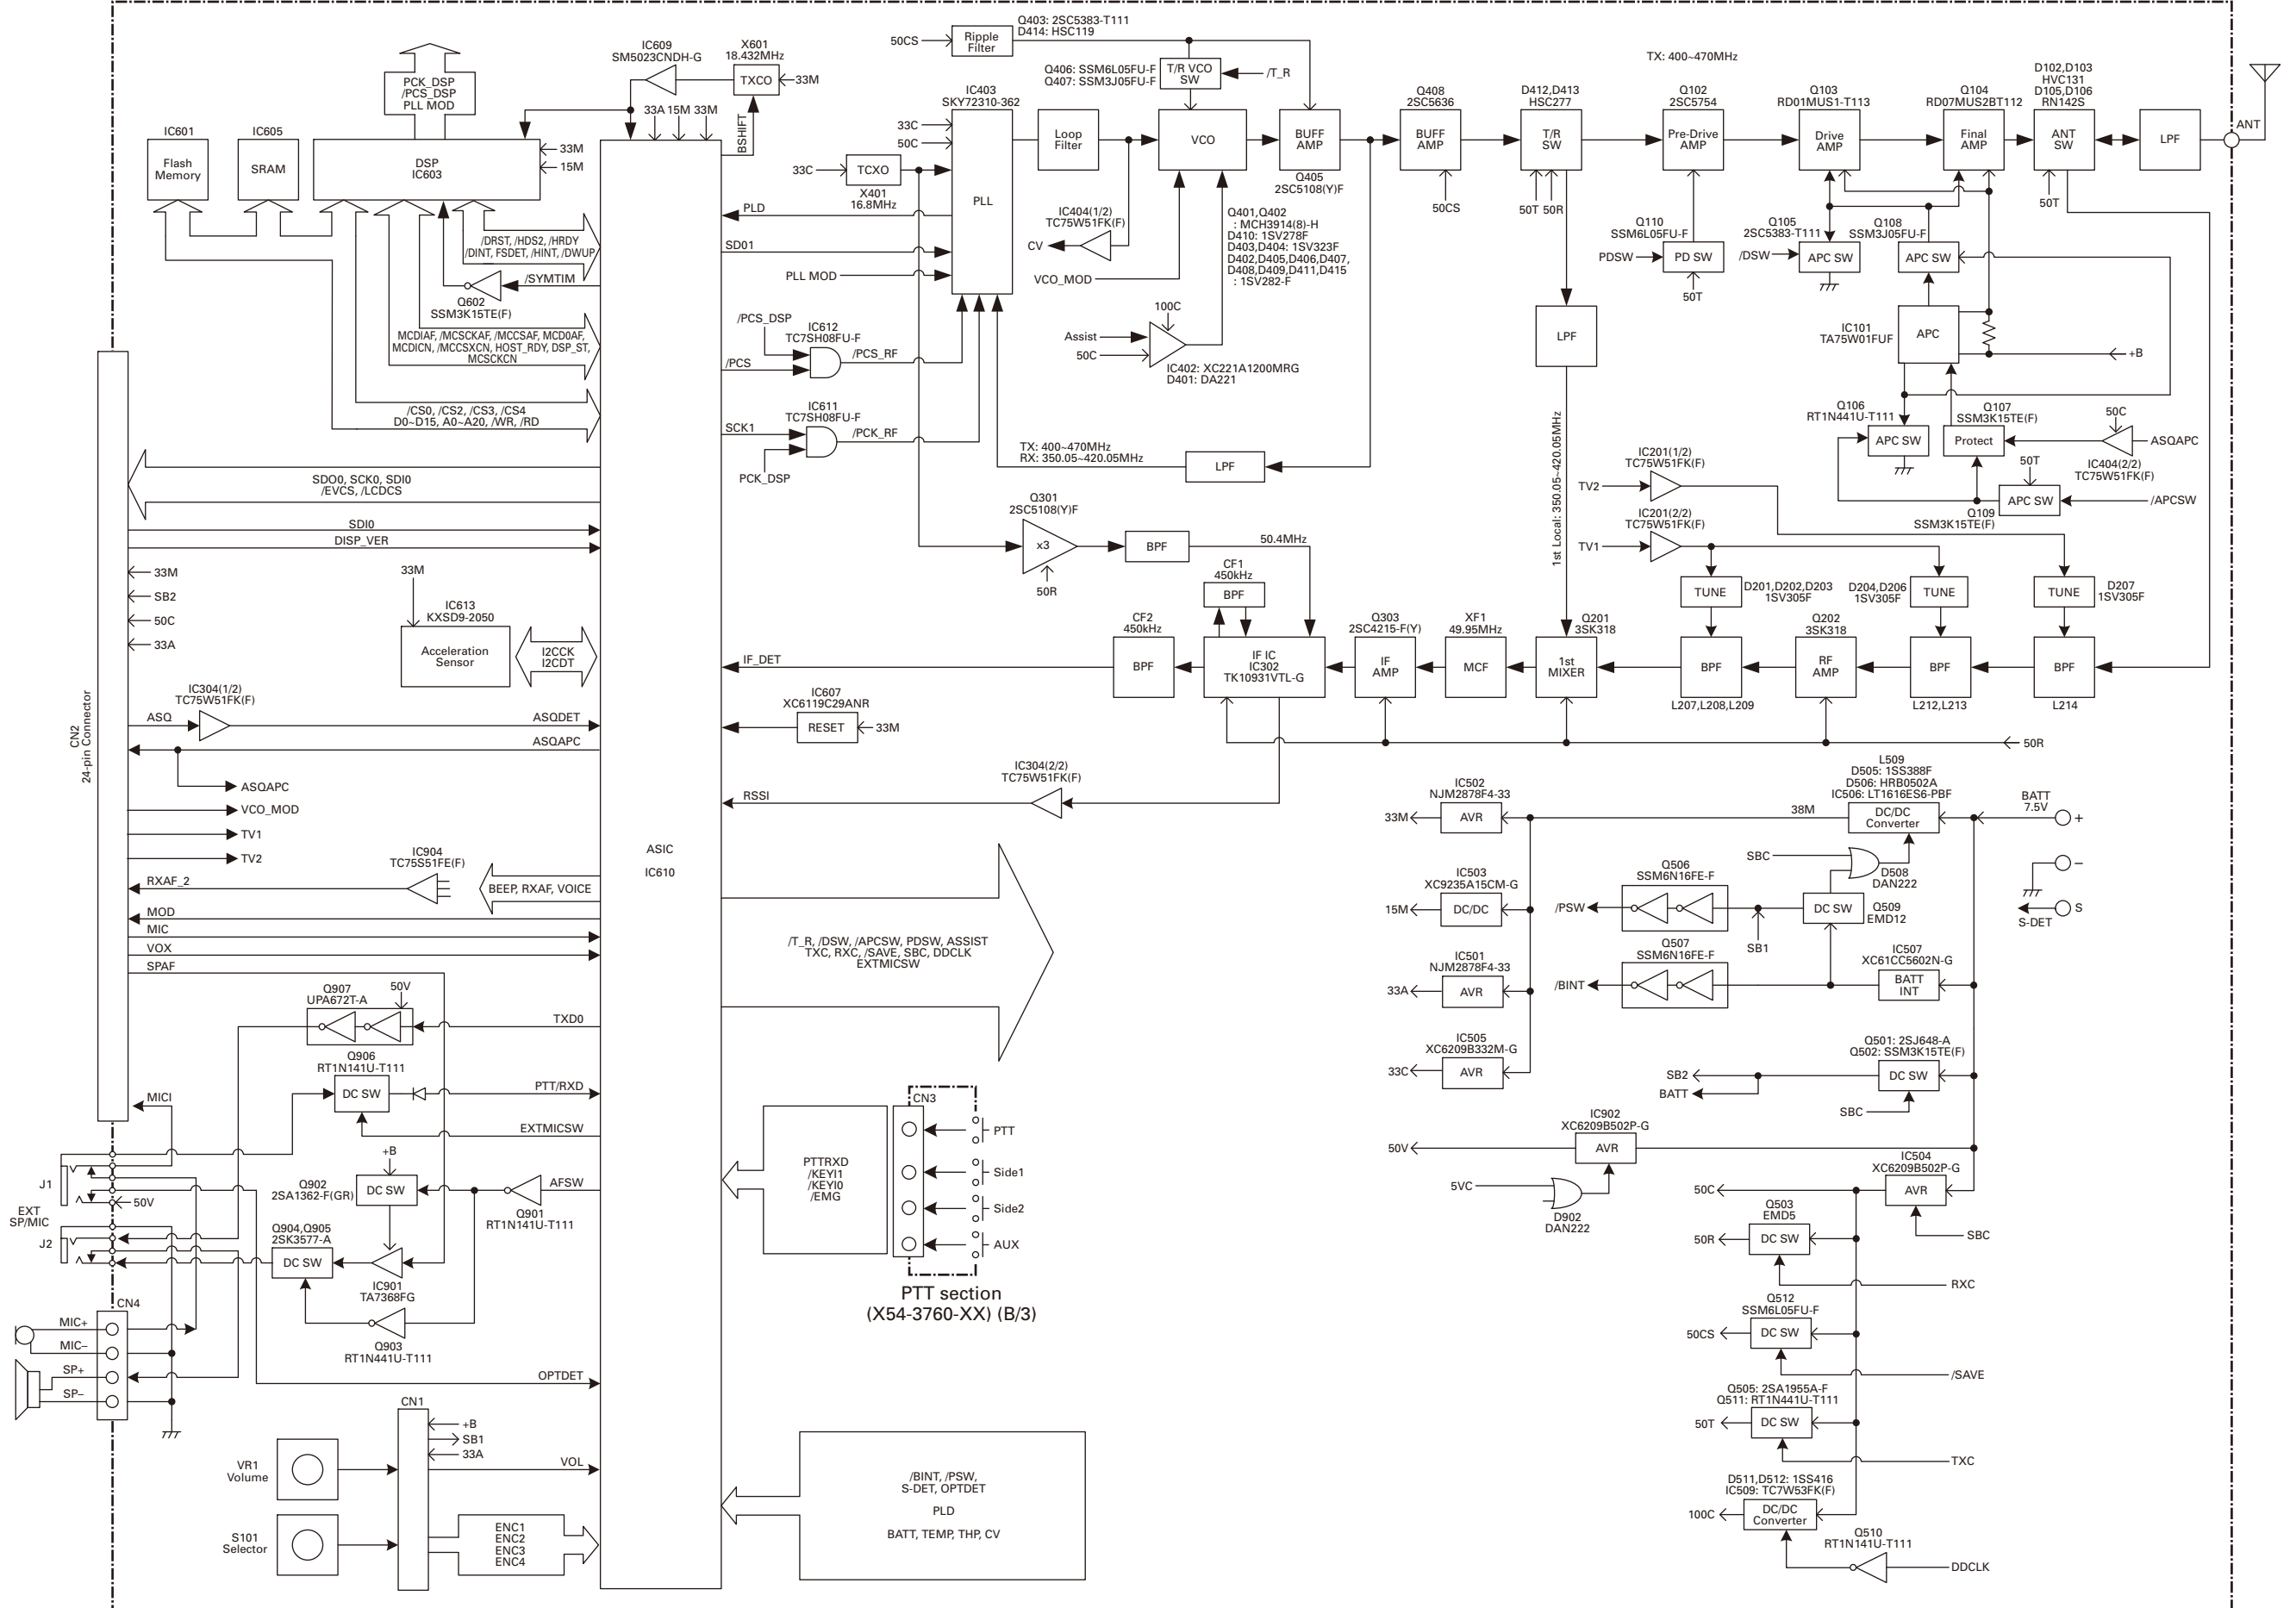 Q403: 2SC5383-T111
D414: HSC119
50CS
Ripple
Filter
IC609
SM5023CNDH-G
X601
18.432MHz
TXCO
33M
PCK_DSP
/PCS_DSP
PLL MOD
Q406: SSM6L05FU-F
Q407: SSM3J05FU-F
T/R VCO
SW
/T_R
TX: 400~470MHz
D102,D103
HVC131
D105,D106
RN142S
ANT
IC403
SKY72310-362
Q408
2SC5636
D412,D413
HSC277
Q102
2SC5754
Q103
RD01MUS1-T113
Q104
RD07MUS2BT112
33A 15M 33M
BSHIFT
IC601
Flash
Memory
IC605
SRAM
DSP
IC603
33M
15M
33C
50C
PLL
Loop
Filter
VCO
BUFF
AMP
Q405
2SC5108(Y)F
BUFF
AMP
50CS
T/R
SW
50T 50R
Pre-Drive
AMP
Drive
AMP
Final
AMP
ANT
SW
50T
LPF
33C
TCXO
X401
16.8MHz
PLD
SD01
PLL MOD
IC404(1/2)
TC75W51FK(F)
CV
VCO_MOD
Q401,Q402
: MCH3914(8)-H
D410: 1SV278F
D403,D404: 1SV323F
D402,D405,D406,D407,
D408,D409,D411,D415
: 1SV282-F
Q110
SSM6L05FU-F
PDSW
PD SW
50T
Q105
2SC5383-T111
/DSW
APC SW
Q108
SSM3J05FU-F
APC SW
/DRST, /HDS2, /HRDY
/DINT, FSDET, /HINT, /DWUP
/SYMTIM
Q602
SSM3K15TE(F)
MCDIAF, /MCSCKAF, /MCCSAF, MCD0AF,
MCDICN, /MCCSXCN, HOST_RDY, DSP_ST,
MCSCKCN
/PCS_DSP
IC612
TC7SH08FU-F
/PCS
/PCS_RF
Assist
50C
100C
IC402: XC221A1200MRG
D401: DA221
LPF
IC101
TA75W01FUF
APC
+B
/CS0, /CS2, /CS3, /CS4
D0~D15, A0~A20, /WR, /RD
IC611
TC7SH08FU-F
SCK1
/PCK_RF
PCK_DSP
TX: 400~470MHz
RX: 350.05~420.05MHz
LPF
1st Local: 350.05~420.05MHz
Q106
RT1N441U-T111
APC SW
Q107
SSM3K15TE(F)
Protect
50C
ASQAPC
IC404(2/2)
TC75W51FK(F)
50T
APC SW
/APCSW
Q109
SSM3K15TE(F)
SDO0, SCK0, SDI0
/EVCS, /LCDCS
SDI0
DISP_VER
33M
SB2
50C
33A
33M
IC613
KXSD9-2050
Acceleration
Sensor
I2CCK
I2CDT
Q301
2SC5108(Y)F
x3
50R
BPF
50.4MHz
IC201(1/2)
TC75W51FK(F)
TV2
IC201(2/2)
TC75W51FK(F)
TV1
CF1
450kHz
BPF
TUNE
D201,D202,D203
1SV305F
D204,D206
1SV305F
TUNE
TUNE
D207
1SV305F
CF2
450kHz
BPF
IF_DET
IF IC
IC302
TK10931VTL-G
Q303
2SC4215-F(Y)
IF
AMP
XF1
49.95MHz
MCF
Q201
3SK318
1st
MIXER
BPF
L207,L208,L209
Q202
3SK318
RF
AMP
BPF
L212,L213
BPF
L214
50R
CN2
24-pin Connector
IC304(1/2)
TC75W51FK(F)
ASQ
ASQDET
ASQAPC
ASQAPC
VCO_MOD
TV1
TV2
IC607
XC6119C29ANR
RESET
33M
IC304(2/2)
TC75W51FK(F)
RSSI
ASIC
IC610
IC904
TC75S51FE(F)
RXAF_2
BEEP, RXAF, VOICE
MOD
MIC
VOX
SPAF
/T_R, /DSW, /APCSW, PDSW, ASSIST
TXC, RXC, /SAVE, SBC, DDCLK
EXTMICSW
IC502
NJM2878F4-33
33M
AVR
38M
L509
D505: 1SS388F
D506: HRB0502A
IC506: LT1616ES6-PBF
DC/DC
Converter
BATT
7.5V
+
−
S
S-DET
SBC
D508
DAN222
IC503
XC9235A15CM-G
15M
DC/DC
Q506
SSM6N16FE-F
/PSW
SB1
DC SW
Q509
EMD12
IC501
NJM2878F4-33
33A
AVR
Q507
SSM6N16FE-F
/BINT
IC507
XC61CC5602N-G
BATT
INT
IC505
XC6209B332M-G
33C
AVR
Q501: 2SJ648-A
Q502: SSM3K15TE(F)
SB2
BATT
DC SW
SBC
IC902
XC6209B502P-G
50V
AVR
5VC
D902
DAN222
IC504
XC6209B502P-G
50C
AVR
SBC
Q503
EMD5
50R
DC SW
RXC
Q512
SSM6L05FU-F
50CS
DC SW
/SAVE
Q505: 2SA1955A-F
Q511: RT1N441U-T111
50T
DC SW
TXC
D511,D512: 1SS416
IC509: TC7W53FK(F)
100C
DC/DC
Converter
Q510
RT1N141U-T111
DDCLK
Q907
UPA672T-A
50V
TXD0
Q906
RT1N141U-T111
DC SW
PTT/RXD
EXTMICSW
MICI
+B
Q902
2SA1362-F(GR)
DC SW
AFSW
Q901
RT1N141U-T111
J1
50V
EXT
SP/MIC
J2
Q904,Q905
2SK3577-A
DC SW
IC901
TA7368FG
Q903
RT1N441U-T111
CN4
MIC+
MIC−
SP+
SP−
OPTDET
PTTRXD
/KEYI1
/KEYI0
/EMG
CN3
PTT
Side1
Side2
AUX
PTT section
(X54-3760-XX) (B/3)
CN1
+B
SB1
33A
VR1
Volume
VOL
S101
Selector
ENC1
ENC2
ENC3
ENC4
/BINT, /PSW,
S-DET, OPTDET
PLD
BATT, TEMP, THP, CV